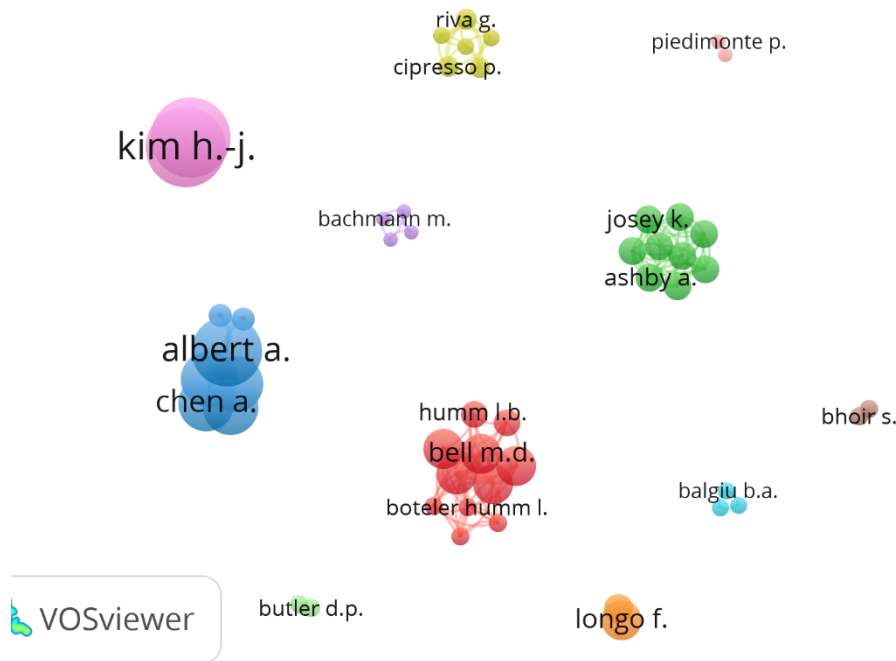 riva g.
piedimonte p.
cipresso p.
kim h.-j.
bachmann m.
josey k.
ashby a.
albert a.
chen a.
humm l.b.
bhoir s.
bell m.d.
balgiu b.a.
boteler humm l.
butler d.p.
longo f.
VOSviewer